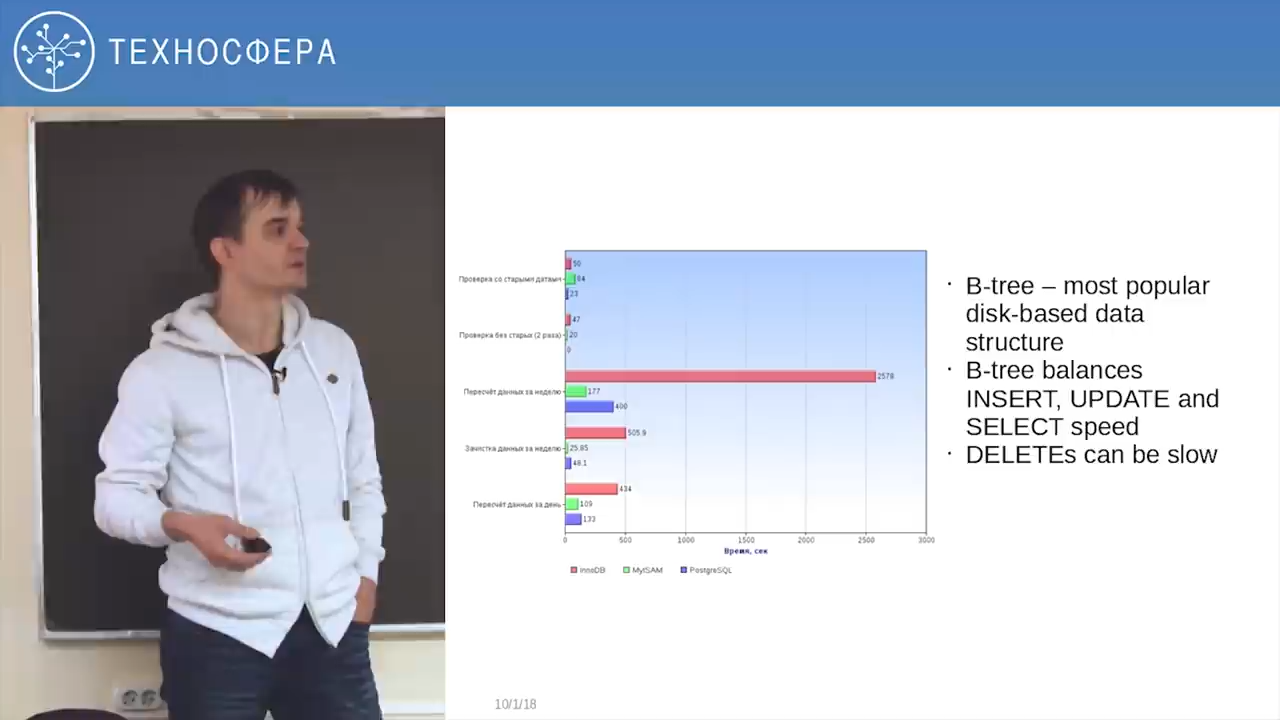 ТЕХНОСФЕРА
Проверка со старыми датами
50
64
23
Проверка без старых (2 раза)
47
20
0
Пересчёт данных за неделю
2579
177
400
Зачистка данных за неделю
505,9
25,85
48,1
Пересчёт данных за день
434
109
133
0
500
1000
1500
2000
2500
3000
Время, сек
InnoDB
MyISAM
PostgreSQL
· B-tree – most popular
disk-based data
structure
· B-tree balances
INSERT, UPDATE and
SELECT speed
· DELETEs can be slow
10/1/18